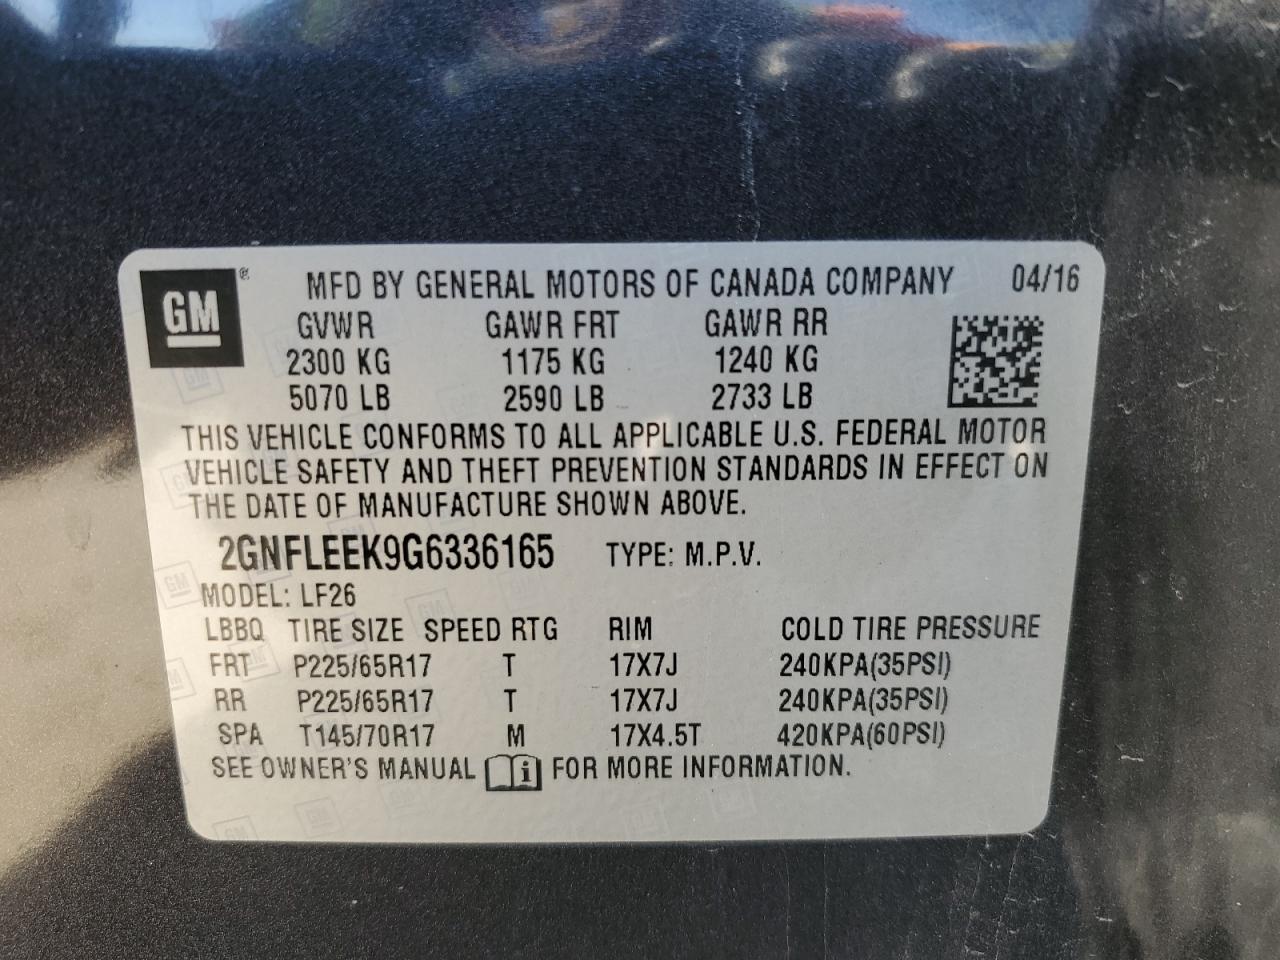 GM ® MFD BY GENERAL MOTORS OF CANADA COMPANY 04/16
GVWR GAWR FRT GAWR RR
2300 KG 1175 KG 1240 KG
5070 LB 2590 LB 2733 LB
THIS VEHICLE CONFORMS TO ALL APPLICABLE U.S. FEDERAL MOTOR
VEHICLE SAFETY AND THEFT PREVENTION STANDARDS IN EFFECT ON
THE DATE OF MANUFACTURE SHOWN ABOVE.
2GNFLEEK9G6336165 TYPE: M.P.V.
MODEL: LF26
LBBQ TIRE SIZE SPEED RTG RIM COLD TIRE PRESSURE
FRT P225/65R17 T 17X7J 240KPA(35PSI)
RR P225/65R17 T 17X7J 240KPA(35PSI)
SPA T145/70R17 M 17X4.5T 420KPA(60PSI)
SEE OWNER'S MANUAL i FOR MORE INFORMATION.